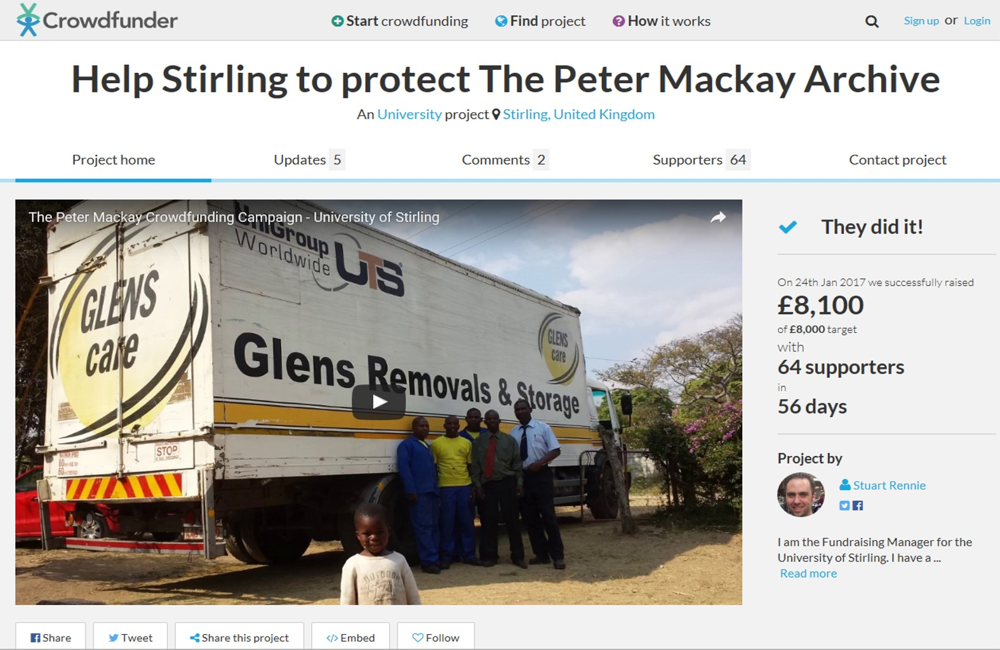 Crowdfunder
Start crowdfunding
Find project
How it works
Sign up or Login
Help Stirling to protect The Peter Mackay Archive
An University project Stirling, United Kingdom
Project home
Updates 5
Comments 2
Supporters 64
Contact project
The Peter Mackay Crowdfunding Campaign - University of Stirling
UniGroup
Worldwide UTS
GLENS
care
GLENS
care
Glens Removals & Storage
STOP
They did it!
On 24th Jan 2017 we successfully raised
£8,100
of £8,000 target
with
64 supporters
in
56 days
Project by
Stuart Rennie
I am the Fundraising Manager for the
University of Stirling. I have a ...
Read more
Share
Tweet
Share this project
Embed
Follow